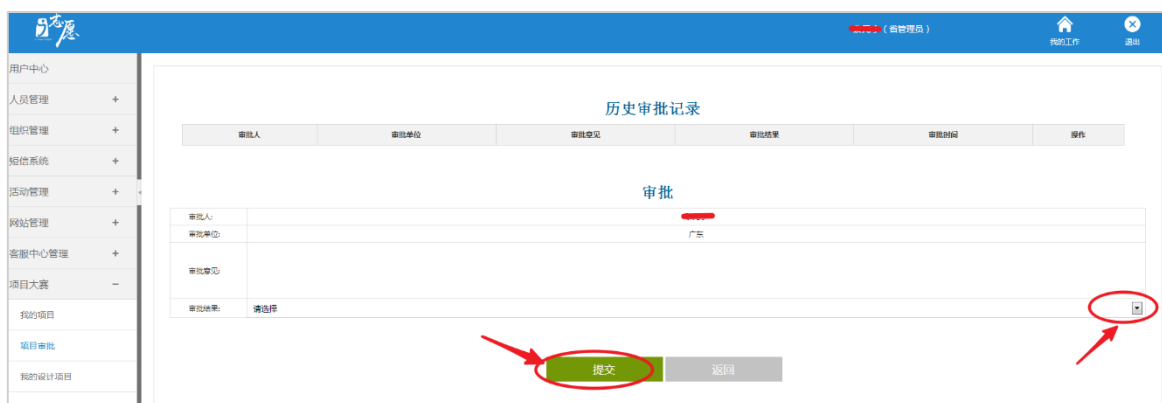 志愿
（省管理员）
我的工作
退出
用户中心
人员管理 +
组织管理 +
短信系统 +
活动管理 +
网站管理 +
客服中心管理 +
项目大赛 −
我的项目
项目审批
我的设计项目
历史审批记录
审批人 审批单位 审批意见 审批结果 审批时间 操作
审批
审批人:
审批单位: 广东
审批意见:
审批结果: 请选择
提交 返回